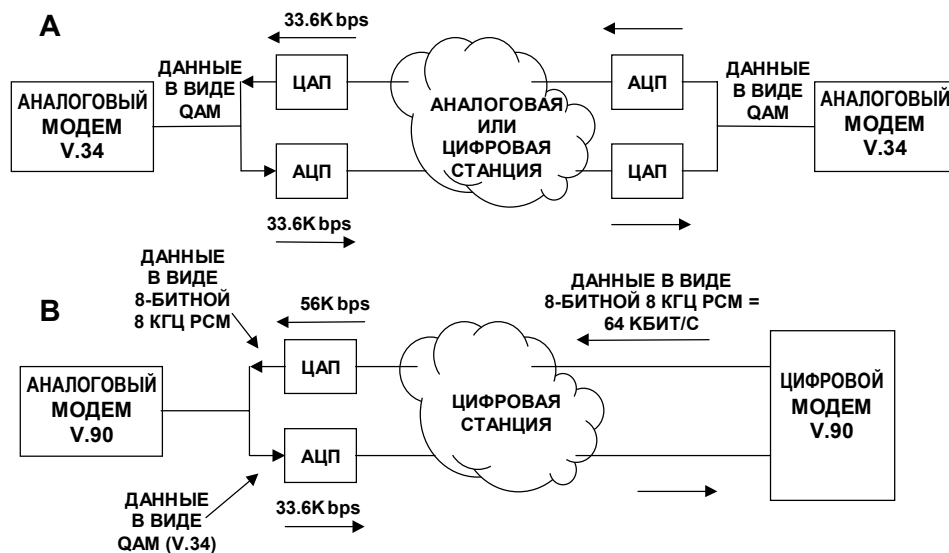 A
33.6K bps
ДАННЫЕ
В ВИДЕ
QAM
ЦАП
АЦП
ДАННЫЕ
В ВИДЕ
QAM
АНАЛОГОВЫЙ
МОДЕМ
V.34
АНАЛОГОВАЯ
ИЛИ
ЦИФРОВАЯ
СТАНЦИЯ
АНАЛОГОВЫЙ
МОДЕМ
V.34
АЦП
ЦАП
33.6K bps
B
ДАННЫЕ
В ВИДЕ
8-БИТНОЙ
8 КГЦ PCM
56K bps
ДАННЫЕ В ВИДЕ
8-БИТНОЙ 8 КГЦ PCM =
64 КБИТ/С
ЦАП
АНАЛОГОВЫЙ
МОДЕМ
V.90
ЦИФРОВАЯ
СТАНЦИЯ
ЦИФРОВОЙ
МОДЕМ
V.90
АЦП
ДАННЫЕ
В ВИДЕ
QAM (V.34)
33.6K bps